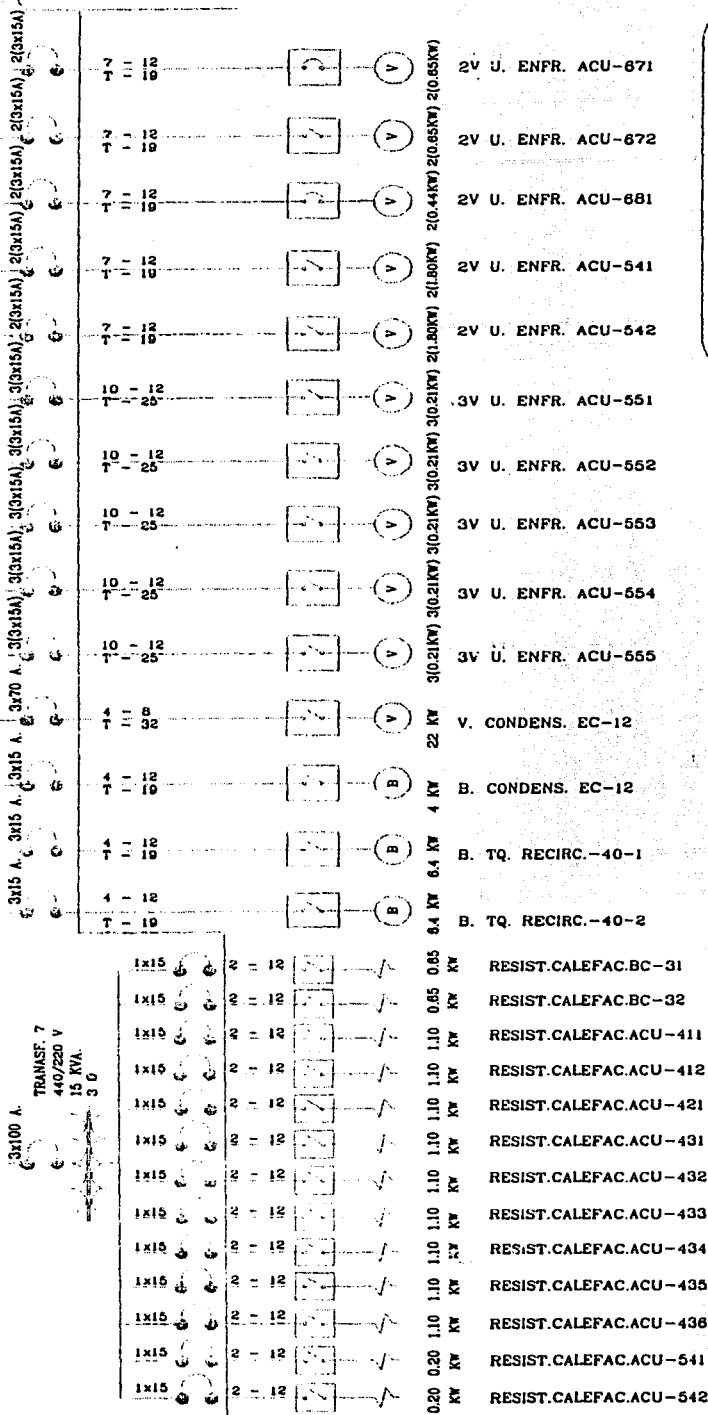 2(3x15A) 7 - 12 T - 19 V 2(0.65KW) 2V U. ENFR. ACU-671
2(3x15A) 7 - 12 T - 19 V 2(0.65KW) 2V U. ENFR. ACU-672
2(3x15A) 7 - 12 T - 19 V 2(0.44KW) 2V U. ENFR. ACU-681
2(3x15A) 7 - 12 T - 19 V 2(1.80KW) 2V U. ENFR. ACU-541
2(3x15A) 7 - 12 T - 19 V 2(1.80KW) 2V U. ENFR. ACU-542
3(3x15A) 10 - 12 T - 25 V 3(0.21KW) 3V U. ENFR. ACU-551
3(3x15A) 10 - 12 T - 25 V 3(0.21KW) 3V U. ENFR. ACU-552
3(3x15A) 10 - 12 T - 25 V 3(0.21KW) 3V U. ENFR. ACU-553
3(3x15A) 10 - 12 T - 25 V 3(0.21KW) 3V U. ENFR. ACU-554
3(3x15A) 10 - 12 T - 25 V 3(0.21KW) 3V U. ENFR. ACU-555
3x70 A. 4 - 8 T - 32 V 22 KW V. CONDENS. EC-12
3x15 A. 4 - 12 T - 19 B 4 KW B. CONDENS. EC-12
3x15 A. 4 - 12 T - 19 B 6.4 KW B. TQ. RECIRC.-40-1
3x15 A. 4 - 12 T - 19 B 6.4 KW B. TQ. RECIRC.-40-2
3x100 A.
TRANASF. 7
440/220 V
15 KVA.
3 O
1x15 2 - 12 0.65 KW RESIST.CALEFAC.BC-31
1x15 2 - 12 0.65 KW RESIST.CALEFAC.BC-32
1x15 2 - 12 1.10 KW RESIST.CALEFAC.ACU-411
1x15 2 - 12 1.10 KW RESIST.CALEFAC.ACU-412
1x15 2 - 12 1.10 KW RESIST.CALEFAC.ACU-421
1x15 2 - 12 1.10 KW RESIST.CALEFAC.ACU-431
1x15 2 - 12 1.10 KW RESIST.CALEFAC.ACU-432
1x15 2 - 12 1.10 KW RESIST.CALEFAC.ACU-433
1x15 2 - 12 1.10 KW RESIST.CALEFAC.ACU-434
1x15 2 - 12 1.10 KW RESIST.CALEFAC.ACU-435
1x15 2 - 12 1.10 KW RESIST.CALEFAC.ACU-436
1x15 2 - 12 0.20 KW RESIST.CALEFAC.ACU-541
1x15 2 - 12 0.20 KW RESIST.CALEFAC.ACU-542